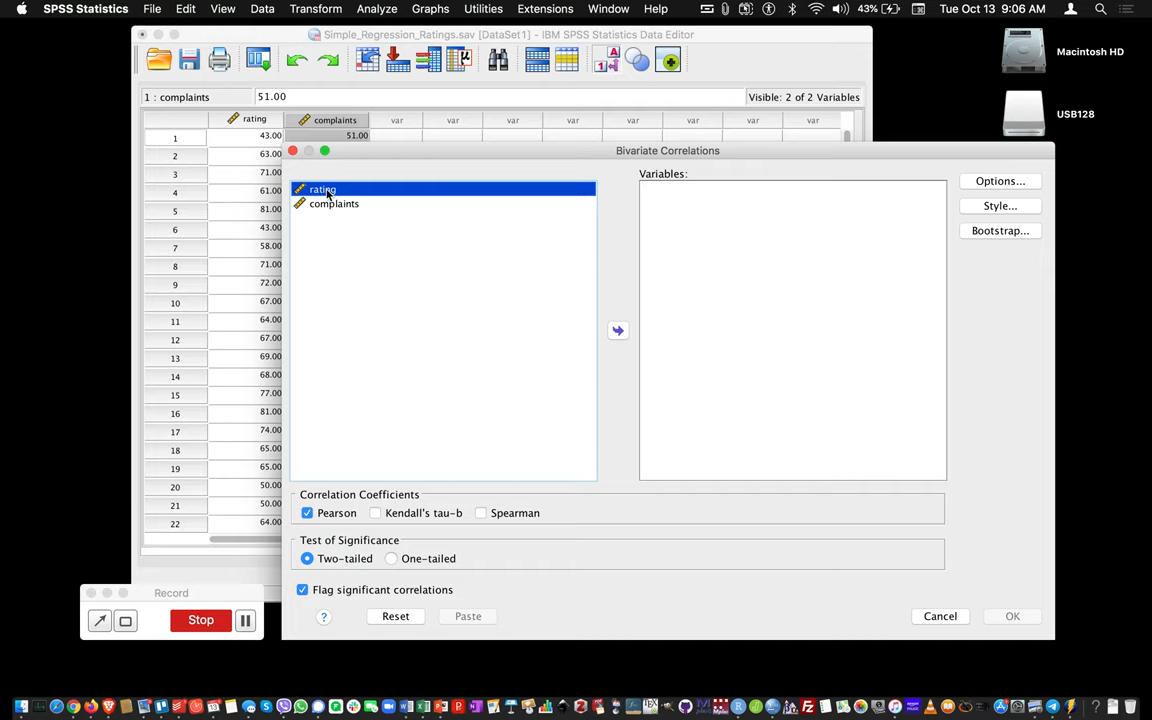 SPSS Statistics File Edit View Data Transform Analyze Graphs Utilities Extensions Window Help 43% Tue Oct 13 9:06 AM
Simple_Regression_Ratings.sav [DataSet1] - IBM SPSS Statistics Data Editor
Macintosh HD
USB128
1 : complaints 51.00 Visible: 2 of 2 Variables
rating complaints var var var var var var var
1 43.00 51.00
2 63.00
3 71.00
4 61.00
5 81.00
6 43.00
7 58.00
8 71.00
9 72.00
10 67.00
11 64.00
12 67.00
13 69.00
14 68.00
15 77.00
16 81.00
17 74.00
18 65.00
19 65.00
20 50.00
21 50.00
22 64.00
Bivariate Correlations
rating
complaints
Variables:
Options...
Style...
Bootstrap...
Correlation Coefficients
Pearson Kendall's tau-b Spearman
Test of Significance
Two-tailed One-tailed
Flag significant correlations
? Reset Paste Cancel OK
Record
Stop